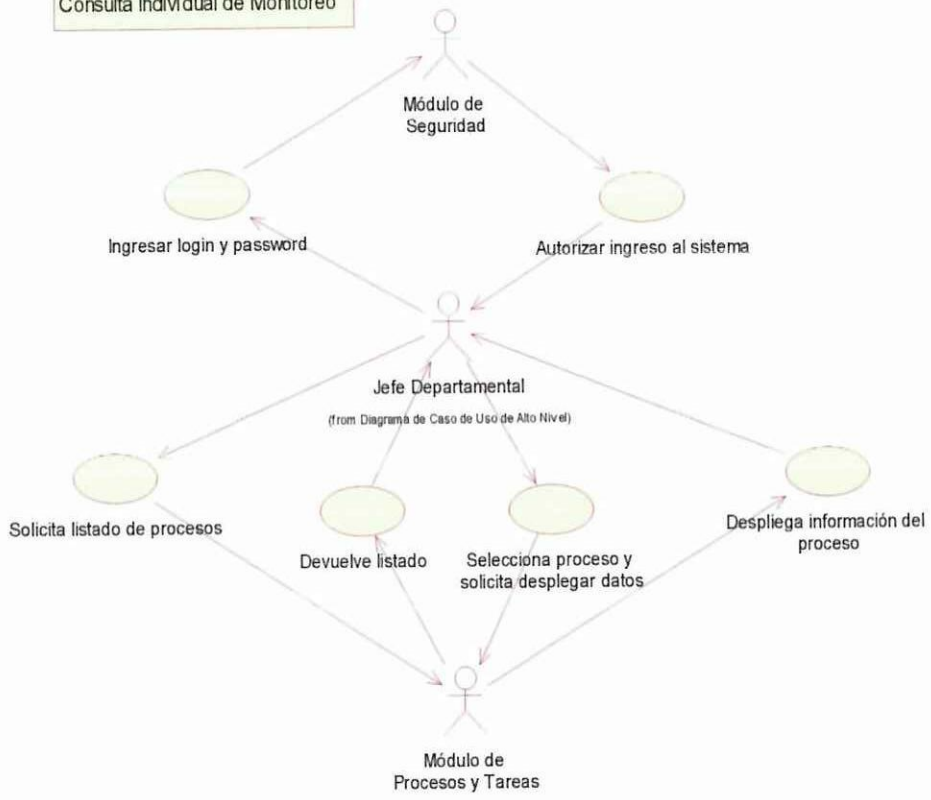 Consulta Individual de Monitoreo
Módulo de
Seguridad
Ingresar login y password
Autorizar ingreso al sistema
Jefe Departamental
(from Diagrama de Caso de Uso de Alto Nivel)
Solicita listado de procesos
Devuelve listado
Selecciona proceso y
solicita desplegar datos
Despliega información del
proceso
Módulo de
Procesos y Tareas